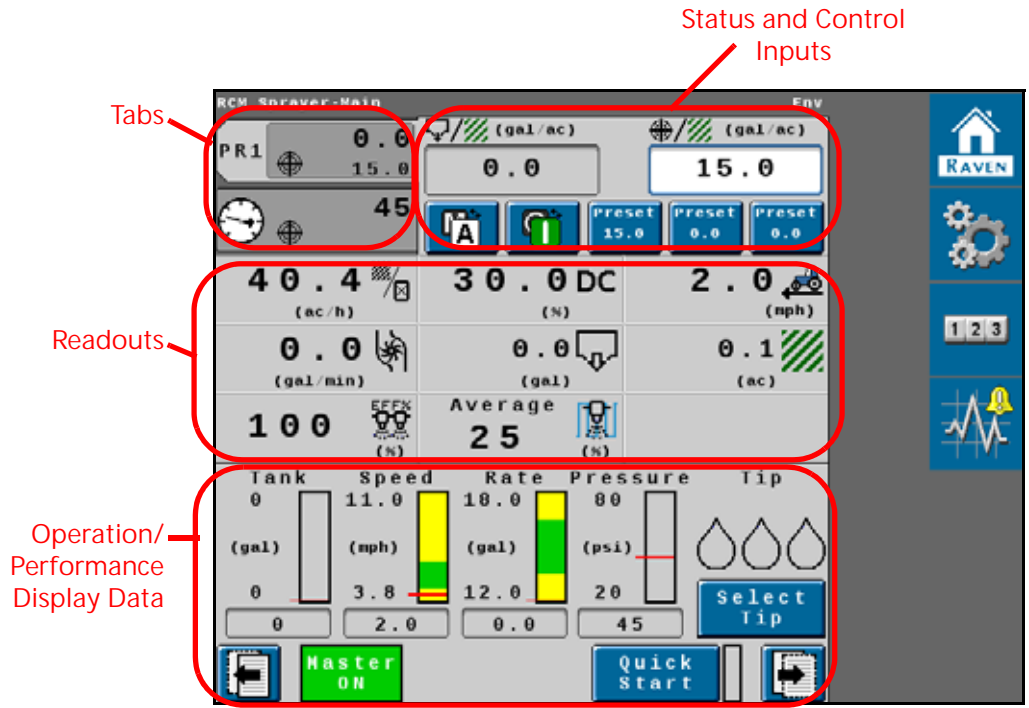 Status and Control
Inputs
Tabs
RCM Sprayer-Main
Env
PR1
0.0
15.0
45
/ (gal/ac)
/ (gal/ac)
0.0
15.0
A
I
Preset
15.0
Preset
0.0
Preset
0.0
RAVEN
1 2 3
Readouts
40.4
(ac/h)
30.0 DC
(%)
2.0
(mph)
0.0
(gal/min)
0.0
(gal)
0.1
(ac)
100
EFF%
(%)
Average
25
(%)
Operation/
Performance
Display Data
Tank
Speed
Rate
Pressure
Tip
0
11.0
18.0
80
(gal)
(mph)
(gal)
(psi)
0
3.8
12.0
20
0
2.0
0.0
45
Select
Tip
Master
ON
Quick
Start